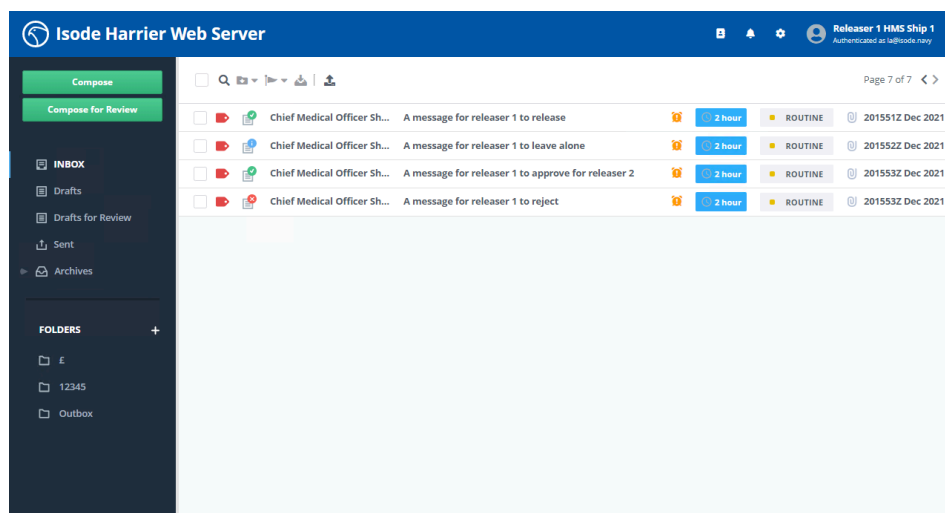 Isode Harrier Web Server
Releaser 1 HMS Ship 1
Authenticated as la@isode.navy
Compose
Compose for Review
INBOX
Drafts
Drafts for Review
Sent
Archives
FOLDERS +
£
12345
Outbox
Page 7 of 7
Chief Medical Officer Sh... A message for releaser 1 to release 2 hour ROUTINE 201551Z Dec 2021
Chief Medical Officer Sh... A message for releaser 1 to leave alone 2 hour ROUTINE 201552Z Dec 2021
Chief Medical Officer Sh... A message for releaser 1 to approve for releaser 2 2 hour ROUTINE 201553Z Dec 2021
Chief Medical Officer Sh... A message for releaser 1 to reject 2 hour ROUTINE 201553Z Dec 2021